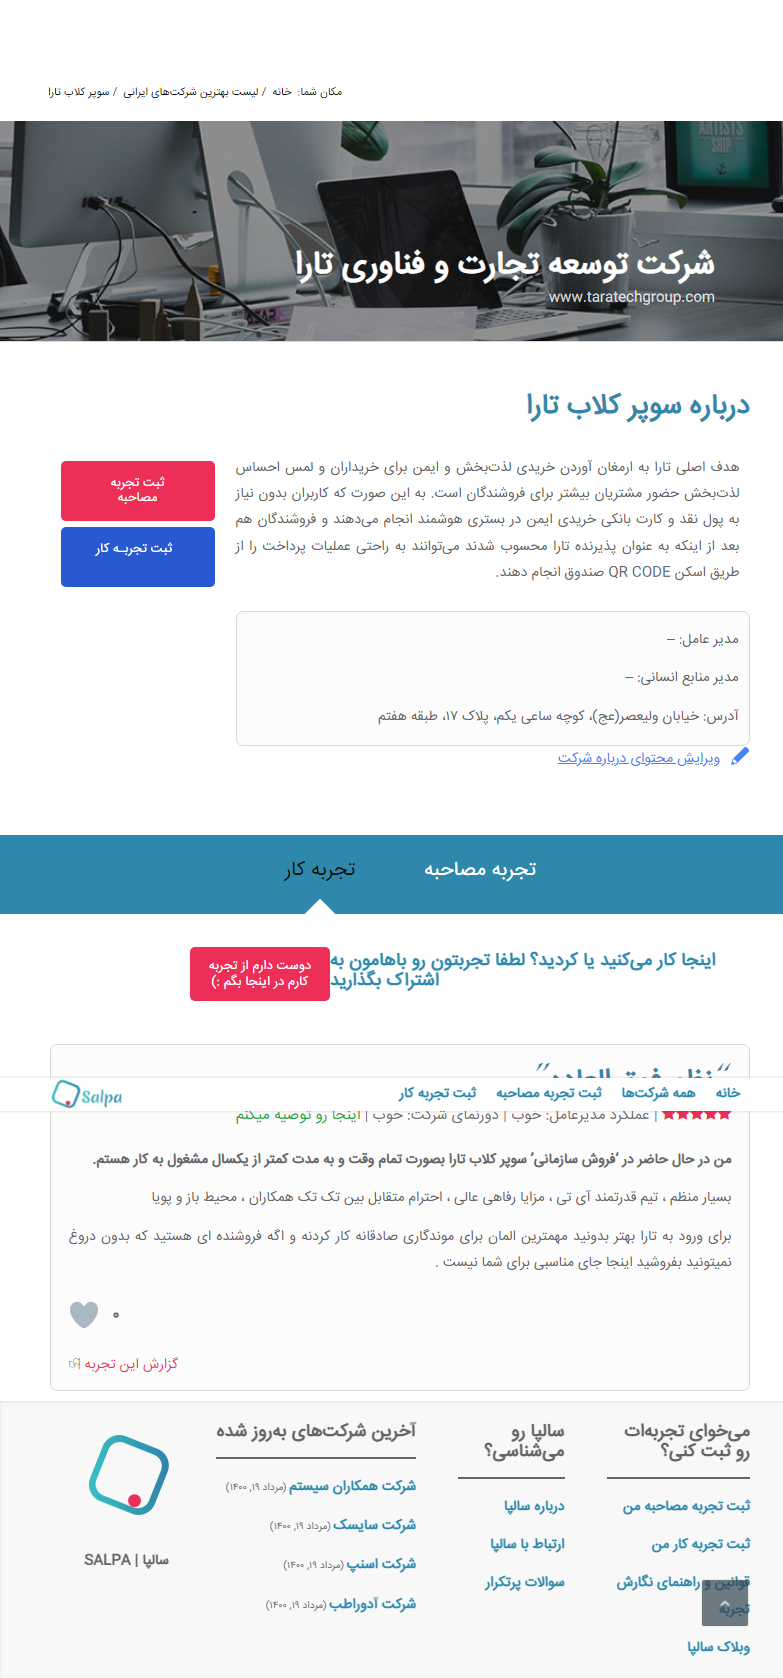 مکان شما: خانه / لیست بهترین شرکت‌های ایرانی / سوپر کلاب تارا
ARTISTS
SHIP
شرکت توسعه تجارت و فناوری تارا
www.taratechgroup.com
درباره سوپر کلاب تارا
هدف اصلی تارا به ارمغان آوردن خریدی لذت‌بخش و ایمن برای خریداران و لمس احساس
لذت‌بخش حضور مشتریان بیشتر برای فروشندگان است. به این صورت که کاربران بدون نیاز
به پول نقد و کارت بانکی خریدی ایمن در بستری هوشمند انجام می‌دهند و فروشندگان هم
بعد از اینکه به عنوان پذیرنده تارا محسوب شدند می‌توانند به راحتی عملیات پرداخت را از
طریق اسکن QR CODE صندوق انجام دهند.
ثبت تجربه
مصاحبه
ثبت تجربـه کار
مدیر عامل: –
مدیر منابع انسانی: –
آدرس: خیابان ولیعصر(عج)، کوچه ساعی یکم، پلاک ۱۷، طبقه هفتم
ویرایش محتوای درباره شرکت
تجربه مصاحبه
تجربه کار
اینجا کار می‌کنید یا کردید؟ لطفا تجربتون رو باهامون به
اشتراک بگذارید
دوست دارم از تجربه
کارم در اینجا بگم :)
خانه همه شرکت‌ها ثبت تجربه مصاحبه ثبت تجربه کار
Salpa
| عملکرد مدیرعامل: خوب | دورنمای شرکت: خوب | اینجا رو توصیه میکنم
من در حال حاضر در ‘فروش سازمانی’ سوپر کلاب تارا بصورت تمام وقت و به مدت کمتر از یکسال مشغول به کار هستم.
بسیار منظم ، تیم قدرتمند آی تی ، مزایا رفاهی عالی ، احترام متقابل بین تک تک همکاران ، محیط باز و پویا
برای ورود به تارا بهتر بدونید مهمترین المان برای موندگاری صادقانه کار کردنه و اگه فروشنده ای هستید که بدون دروغ
نمیتونید بفروشید اینجا جای مناسبی برای شما نیست .
۰
گزارش این تجربه
می‌خوای تجربه‌ات
رو ثبت کنی؟
ثبت تجربه مصاحبه من
ثبت تجربه کار من
قوانین و راهنمای نگارش
تجربه
وبلاک سالپا
سالپا رو
می‌شناسی؟
درباره سالپا
ارتباط با سالپا
سوالات پرتکرار
آخرین شرکت‌های به‌روز شده
شرکت همکاران سیستم (مرداد ۱۹, ۱۴۰۰)
شرکت سایسک (مرداد ۱۹, ۱۴۰۰)
شرکت اسنپ (مرداد ۱۹, ۱۴۰۰)
شرکت آدوراطب (مرداد ۱۹, ۱۴۰۰)
سالپا | SALPA